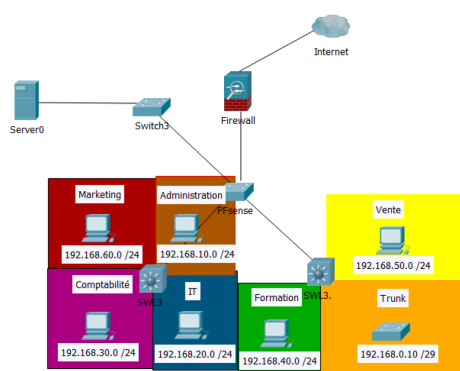 Internet
Server0
Switch3
Firewall
PFsense
Marketing
192.168.60.0 /24
Administration
192.168.10.0 /24
Vente
192.168.50.0 /24
Comptabilité
192.168.30.0 /24
SWL3
IT
192.168.20.0 /24
Formation
192.168.40.0 /24
SWL3.
Trunk
192.168.0.10 /29